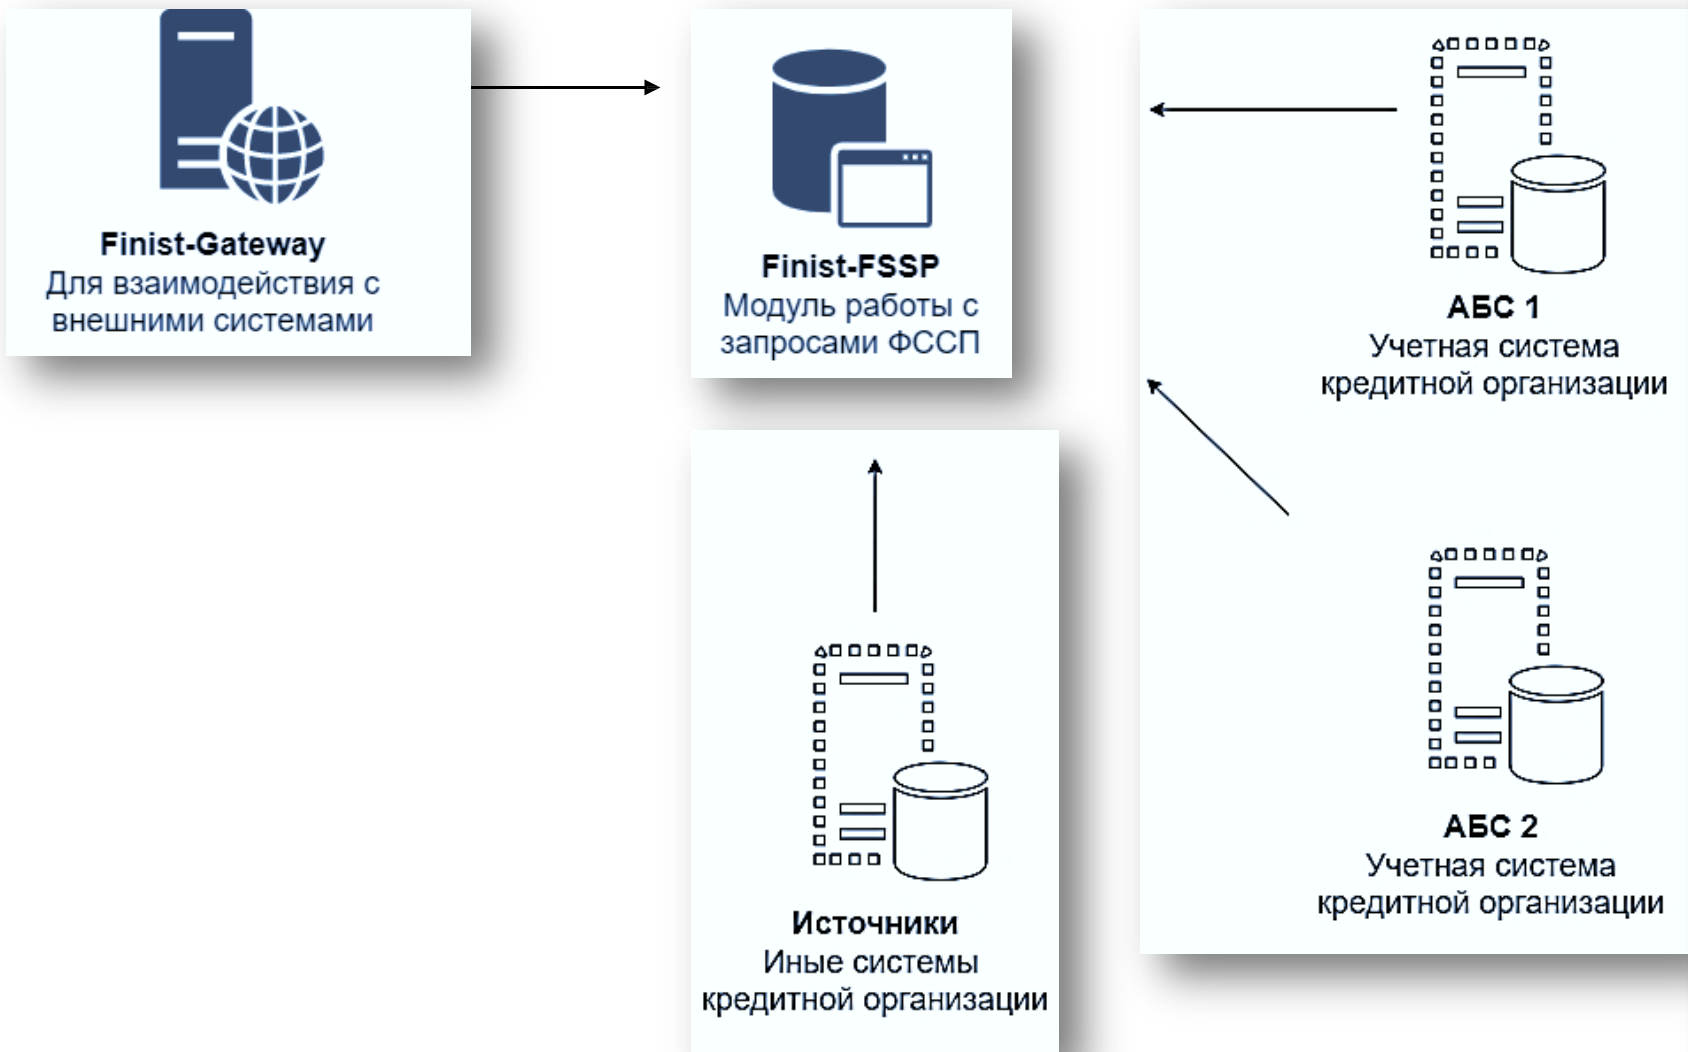 Finist-Gateway
Для взаимодействия с
внешними системами
Finist-FSSP
Модуль работы с
запросами ФССП
АБС 1
Учетная система
кредитной организации
АБС 2
Учетная система
кредитной организации
Источники
Иные системы
кредитной организации